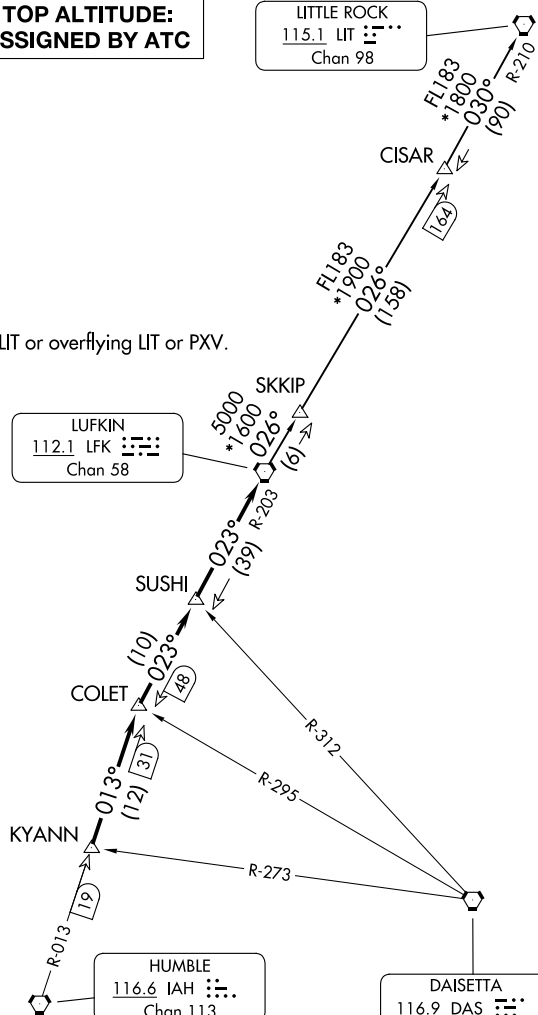 TOP ALTITUDE:
SSIGNED BY ATC
LITTLE ROCK
115.1 LIT
Chan 98
R-210
FL183
*1800
030°
(90)
CISAR
164
FL183
*1900
026°
(158)
LIT or overflying LIT or PXV.
SKKIP
5000
*1600
026°
(6)
LUFKIN
112.1 LFK
Chan 58
R-203
023°
(39)
SUSHI
(10)
023°
48
COLET
R-312
R-295
31
013°
(12)
KYANN
R-273
19
R-013
HUMBLE
116.6 IAH
Chan 113
DAISETTA
116.9 DAS